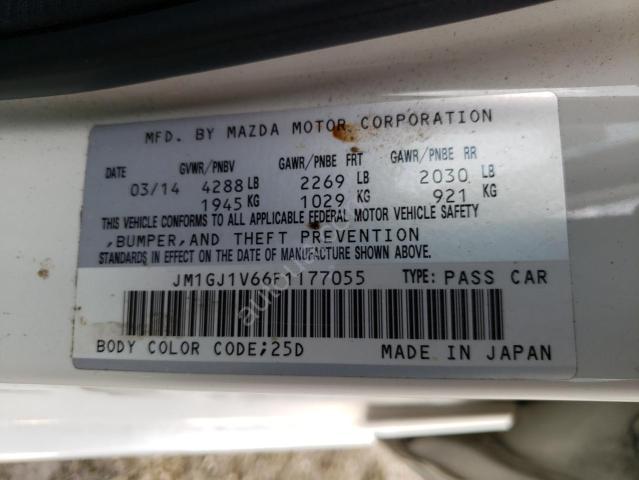 MFD. BY MAZDA MOTOR CORPORATION
DATE GVWR/PNBV GAWR/PNBE FRT GAWR/PNBE RR
03/14 4288 LB 2269 LB 2030 LB
1945 KG 1029 KG 921 KG
THIS VEHICLE CONFORMS TO ALL APPLICABLE FEDERAL MOTOR VEHICLE SAFETY
,BUMPER,AND THEFT PREVENTION
STANDARDS IN EFFECT ON THE DATE OF MANUFACTURE SHOWN ABOVE.
JM1GJ1V66E1177055 TYPE: PASS CAR
BODY COLOR CODE;25D MADE IN JAPAN